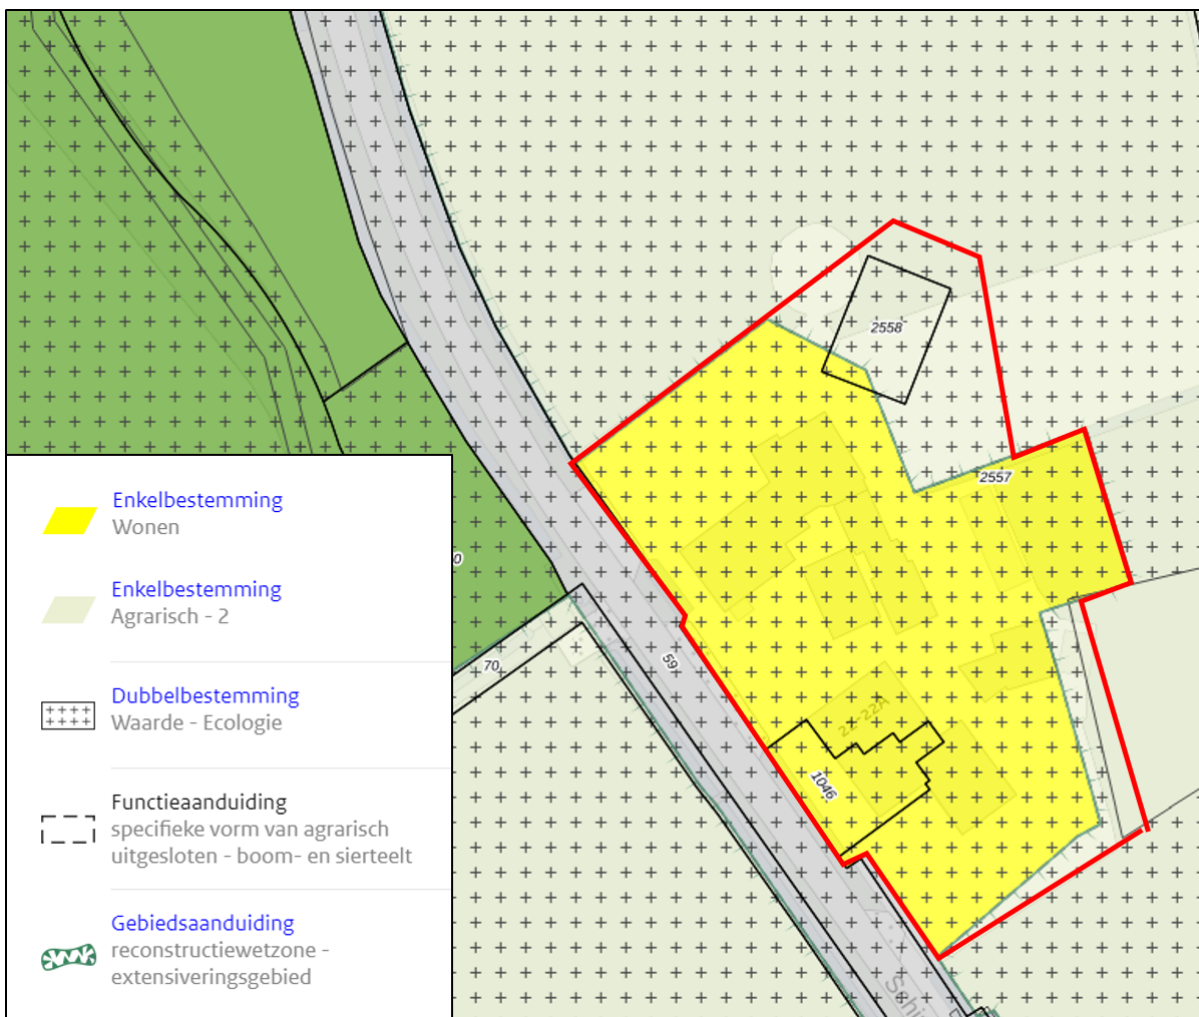 2558
2557
59
70
22-22A
1046
Enkelbestemming
Wonen
Enkelbestemming
Agrarisch - 2
Dubbelbestemming
Waarde - Ecologie
Functieaanduiding
specifieke vorm van agrarisch
uitgesloten - boom- en sierteelt
Gebiedsaanduiding
reconstructiewetzone -
extensiveringsgebied